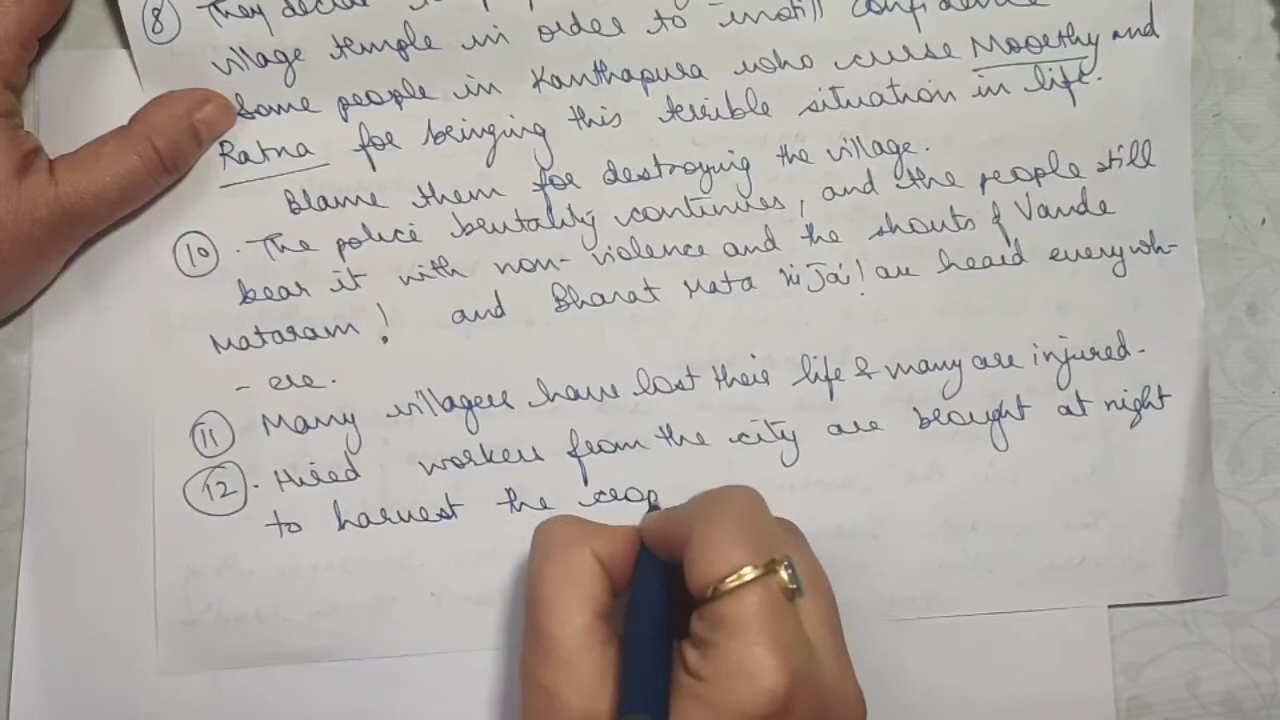 ⑧ They decide
village temple in order to instill confidence
Some people in Kanthapura who curse Moorthy and
Ratna for bringing this terrible situation in life.
Blame them for destroying the village.
⑩. The police brutality continues, and the people still
bear it with non-violence and the shouts of Vande
Mataram! and Bharat Mata Ki Jai! are heard everywh-
- ere.
⑪ Many villagers have lost their life & many are injured.
⑫. Hired workers from the city are brought at night
to harvest the crop